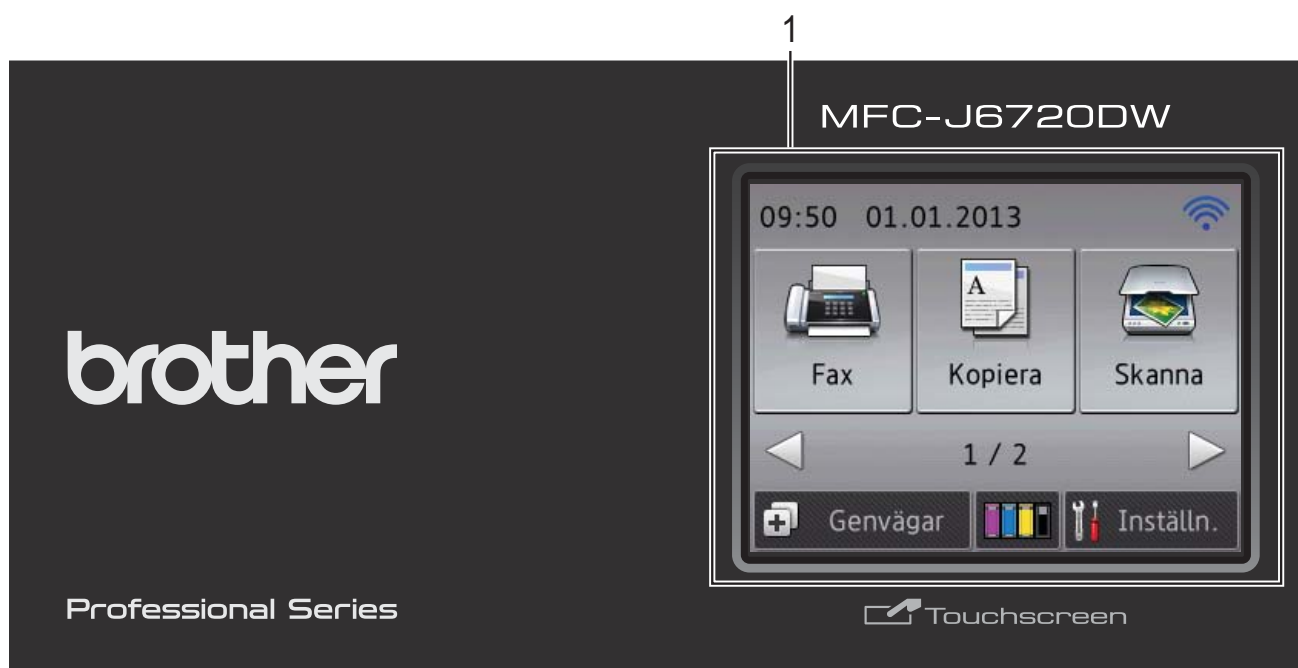 1
MFC-J6720DW
09:50 01.01.2013
A
Fax Kopiera Skanna
1 / 2
Genvägar Inställn.
brother
Professional Series
Touchscreen